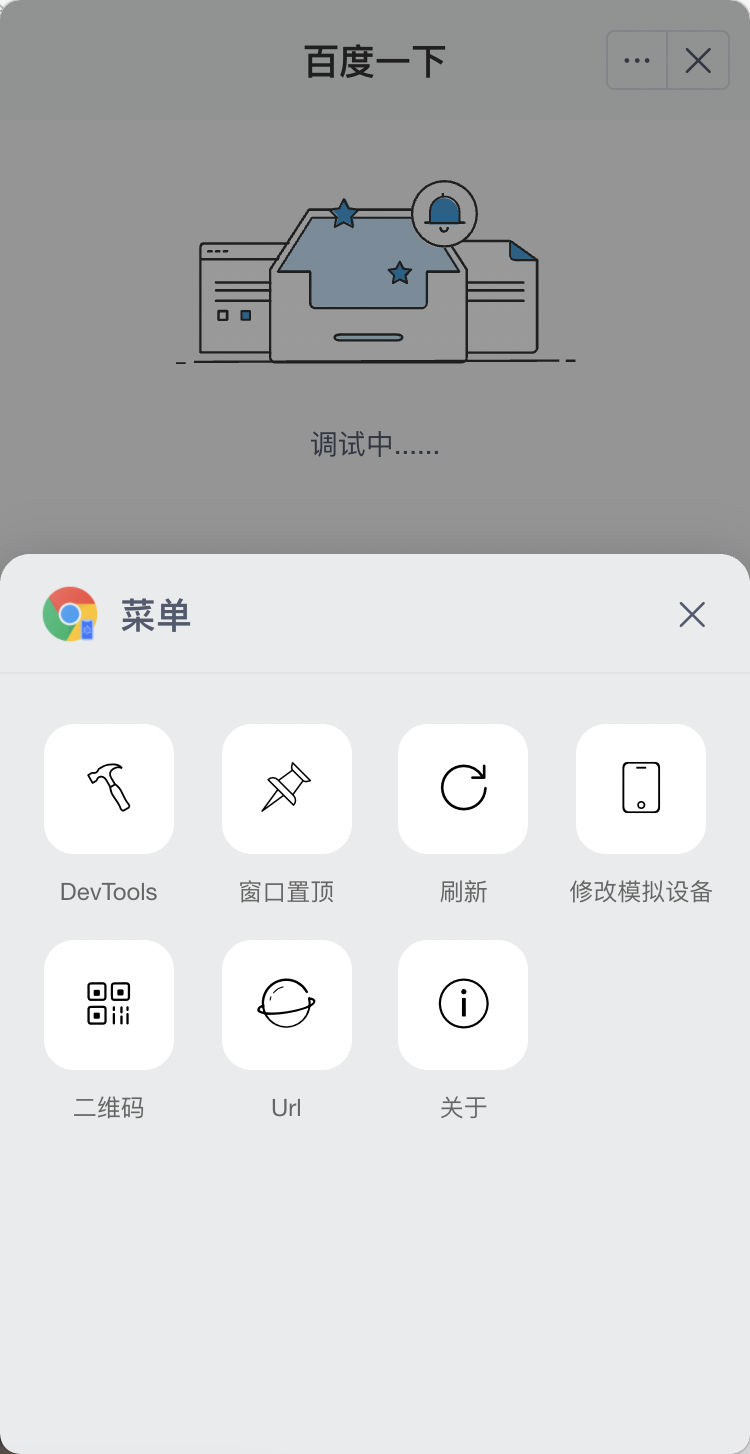 百度一下
调试中......
菜单
DevTools
窗口置顶
刷新
修改模拟设备
二维码
Url
关于